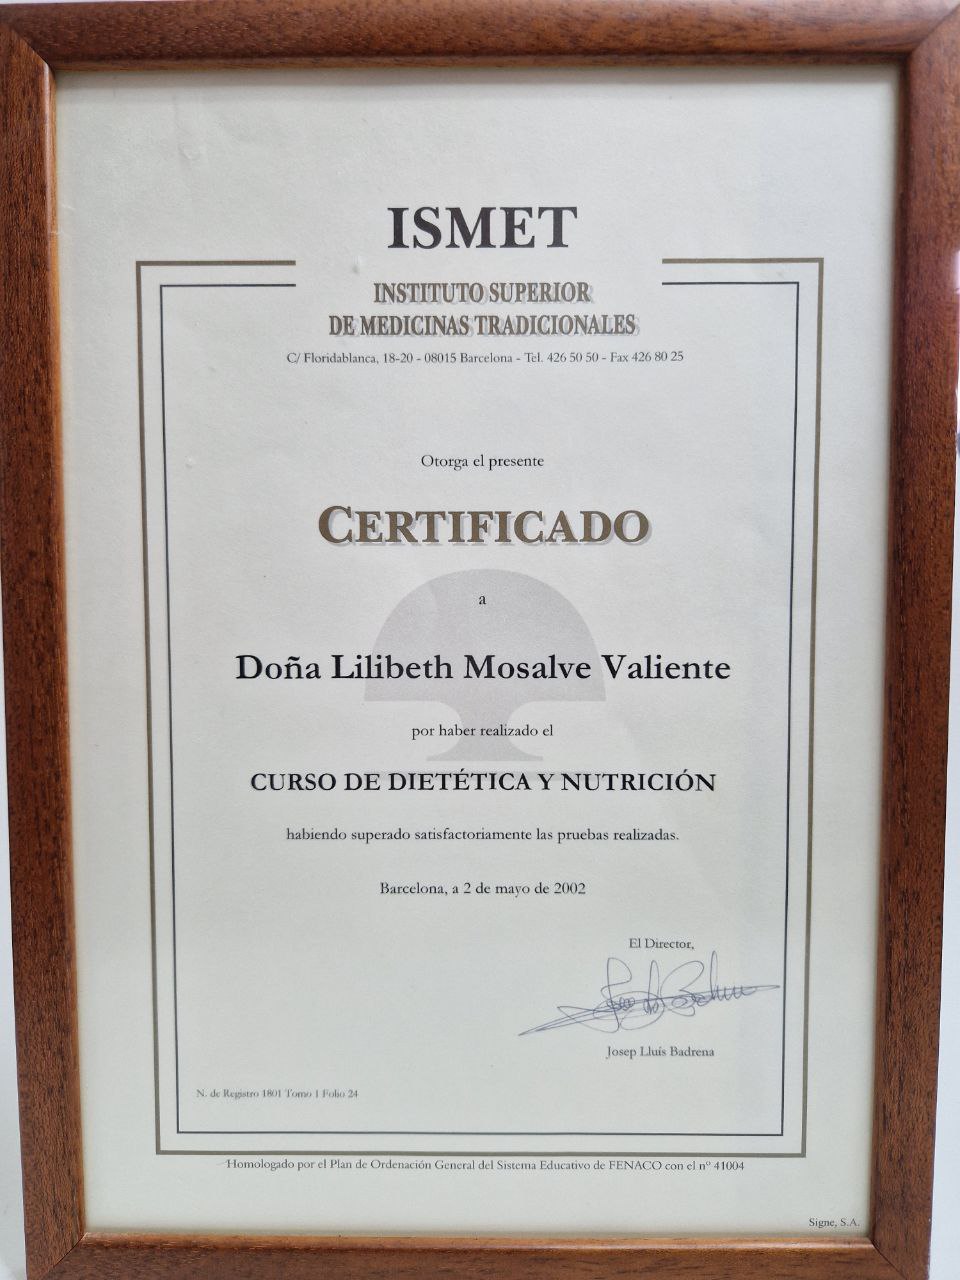 ISMET
INSTITUTO SUPERIOR
DE MEDICINAS TRADICIONALES
C/ Floridablanca, 18-20 - 08015 Barcelona - Tel. 426 50 50 - Fax 426 80 25
Otorga el presente
CERTIFICADO
a
Doña Lilibeth Mosalve Valiente
por haber realizado el
CURSO DE DIETÉTICA Y NUTRICIÓN
habiendo superado satisfactoriamente las pruebas realizadas.
Barcelona, a 2 de mayo de 2002
El Director,
Josep Lluís Badrena
N. de Registro 1801 Tomo 1 Folio 24
Homologado por el Plan de Ordenación General del Sistema Educativo de FENACO con el nº 41004
Signe, S.A.